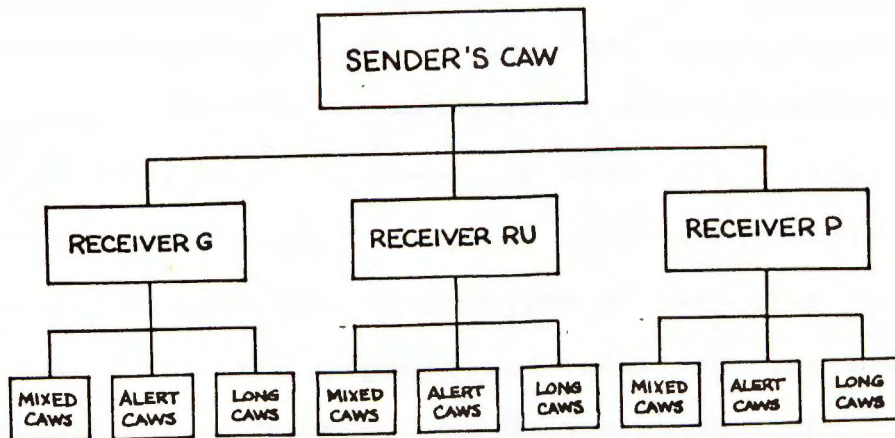 SENDER'S CAW
RECEIVER G
RECEIVER RU
RECEIVER P
MIXED
CAWS
ALERT
CAWS
LONG
CAWS
MIXED
CAWS
ALERT
CAWS
LONG
CAWS
MIXED
CAWS
ALERT
CAWS
LONG
CAWS